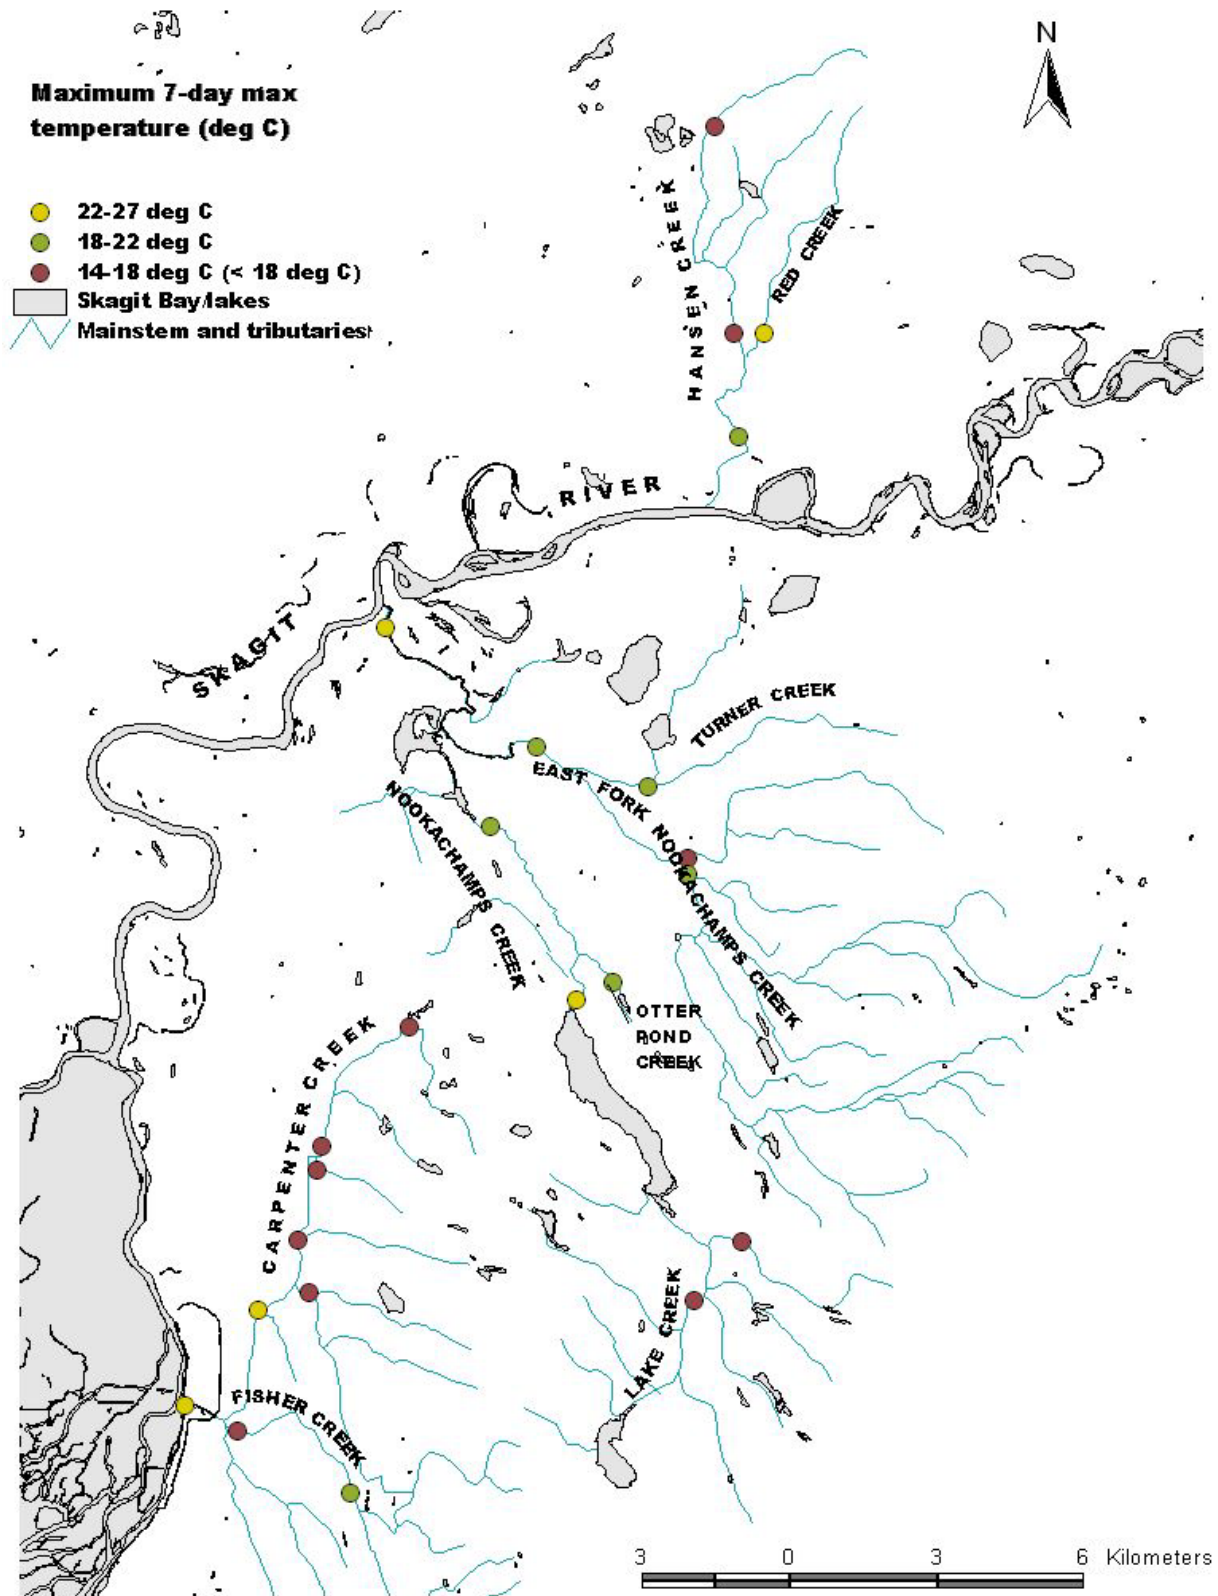 N
Maximum 7-day max
temperature (deg C)
22-27 deg C
18-22 deg C
14-18 deg C (< 18 deg C)
Skagit Bay/lakes
Mainstem and tributaries
HANSEN CREEK
RED CREEK
SKAGIT RIVER
TURNER CREEK
EAST FORK NOOKACHAMPS CREEK
NOOKACHAMPS CREEK
OTTER
POND
CREEK
CARPENTER CREEK
LAKE CREEK
FISHER CREEK
3 0 3 6 Kilometers